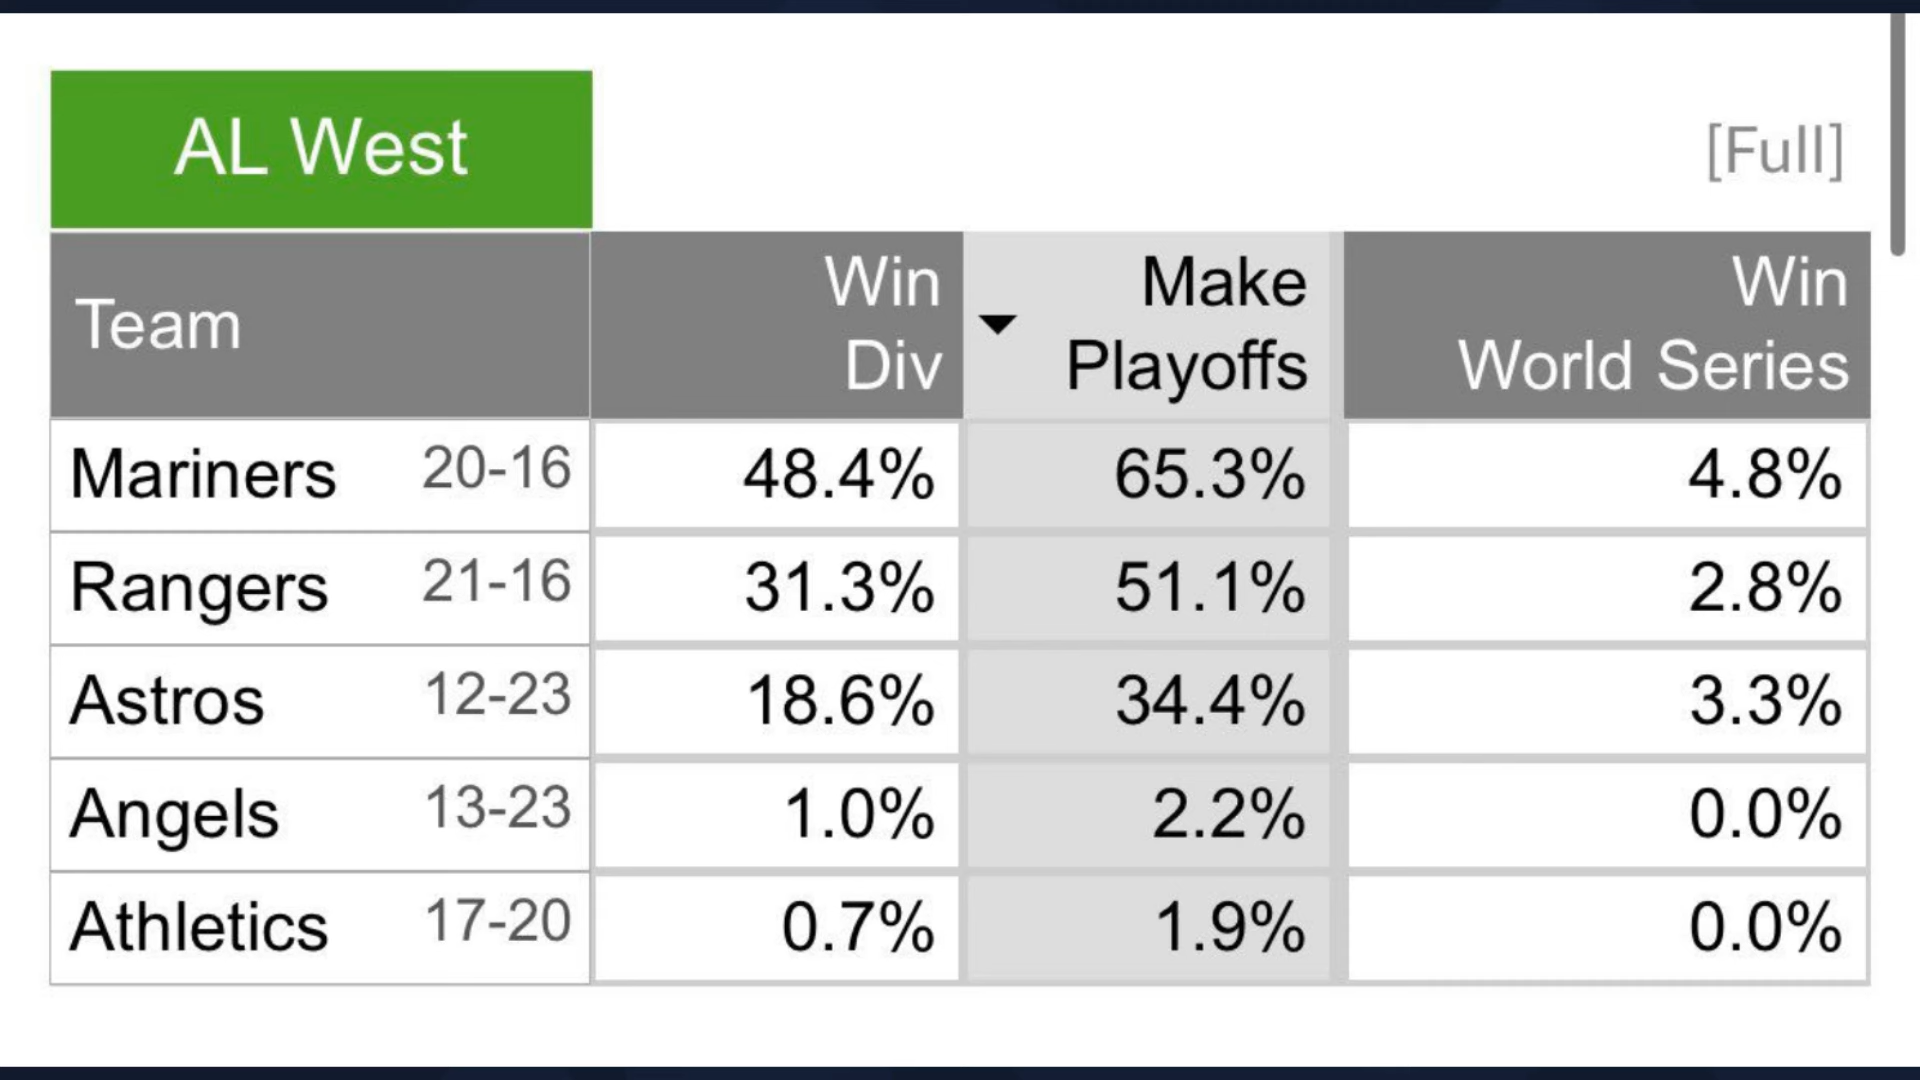 AL West
[Full]
Team Win Div Make Playoffs Win World Series
Mariners 20-16 48.4% 65.3% 4.8%
Rangers 21-16 31.3% 51.1% 2.8%
Astros 12-23 18.6% 34.4% 3.3%
Angels 13-23 1.0% 2.2% 0.0%
Athletics 17-20 0.7% 1.9% 0.0%